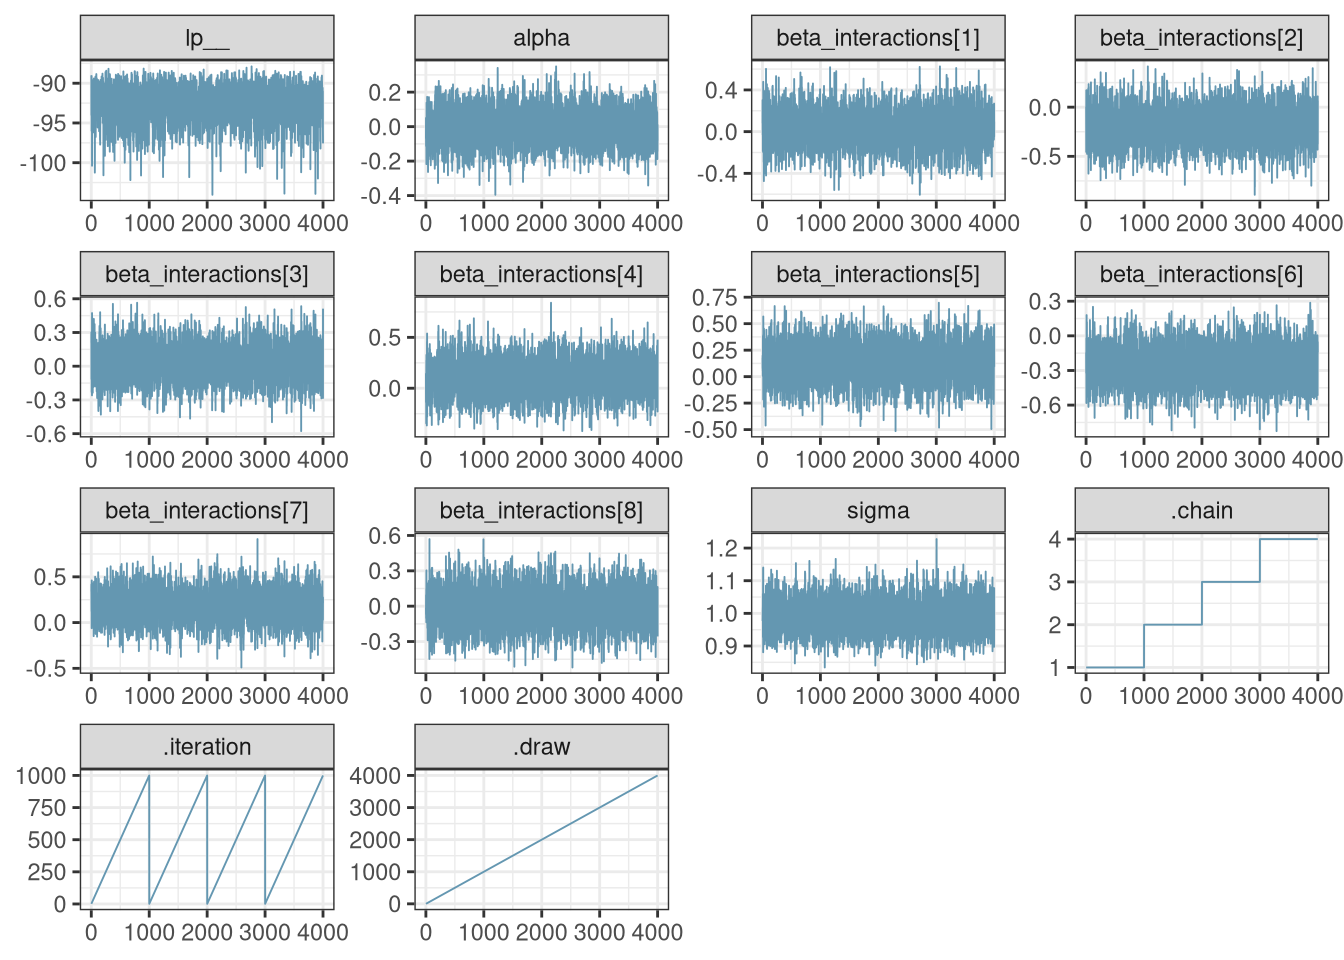 lp__
alpha
beta_interactions[1]
beta_interactions[2]
-90
-95
-100
0 1000 2000 3000 4000
0.2
0.0
-0.2
-0.4
0 1000 2000 3000 4000
0.4
0.0
-0.4
0 1000 2000 3000 4000
0.0
-0.5
0 1000 2000 3000 4000
beta_interactions[3]
beta_interactions[4]
beta_interactions[5]
beta_interactions[6]
0.6
0.3
0.0
-0.3
-0.6
0 1000 2000 3000 4000
0.5
0.0
0 1000 2000 3000 4000
0.75
0.50
0.25
0.00
-0.25
-0.50
0 1000 2000 3000 4000
0.3
0.0
-0.3
-0.6
0 1000 2000 3000 4000
beta_interactions[7]
beta_interactions[8]
sigma
.chain
0.5
0.0
-0.5
0 1000 2000 3000 4000
0.6
0.3
0.0
-0.3
0 1000 2000 3000 4000
1.2
1.1
1.0
0.9
0 1000 2000 3000 4000
4
3
2
1
0 1000 2000 3000 4000
.iteration
.draw
1000
750
500
250
0
0 1000 2000 3000 4000
4000
3000
2000
1000
0
0 1000 2000 3000 4000